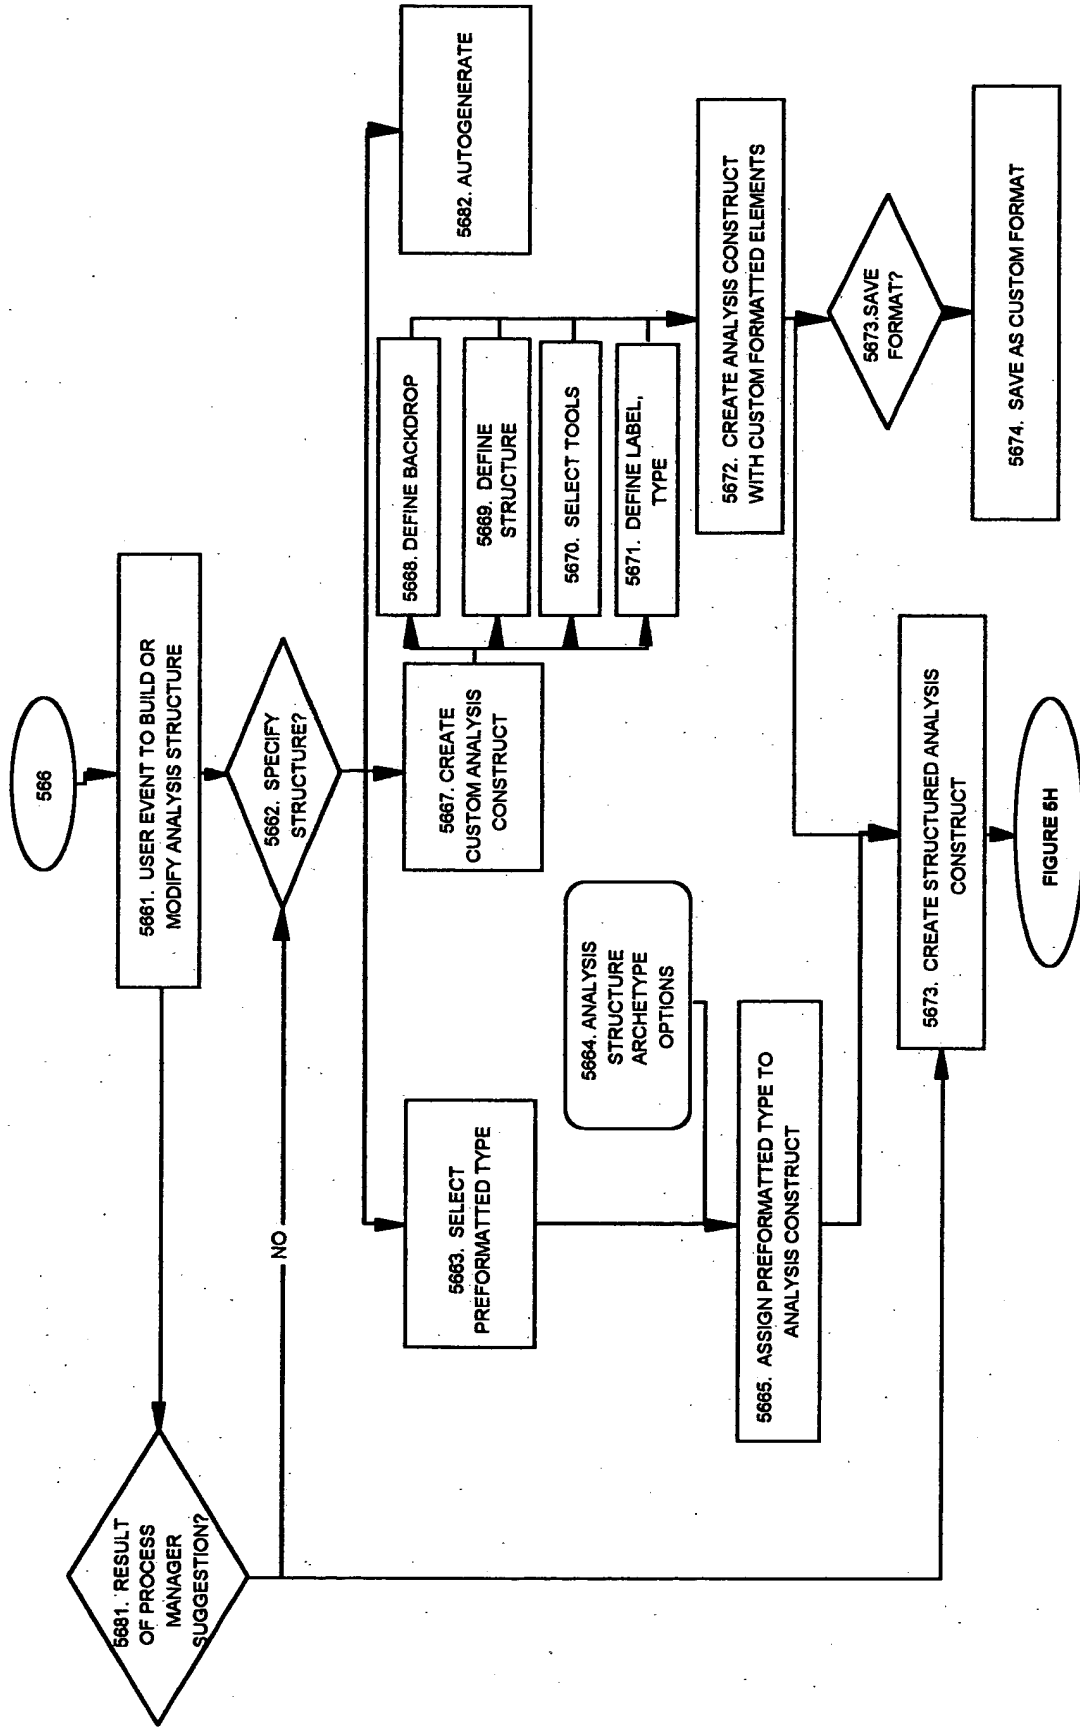 566
5661. USER EVENT TO BUILD OR
MODIFY ANALYSIS STRUCTURE
5681. RESULT
OF PROCESS
MANAGER
SUGGESTION?
5662. SPECIFY
STRUCTURE?
NO
5663. SELECT
PREFORMATTED TYPE
5667. CREATE
CUSTOM ANALYSIS
CONSTRUCT
5668. DEFINE BACKDROP
5669. DEFINE
STRUCTURE
5670. SELECT TOOLS
5671. DEFINE LABEL,
TYPE
5682. AUTOGENERATE
5664. ANALYSIS
STRUCTURE
ARCHETYPE
OPTIONS
5665. ASSIGN PREFORMATTED TYPE TO
ANALYSIS CONSTRUCT
5672. CREATE ANALYSIS CONSTRUCT
WITH CUSTOM FORMATTED ELEMENTS
5673.SAVE
FORMAT?
5673. CREATE STRUCTURED ANALYSIS
CONSTRUCT
5674. SAVE AS CUSTOM FORMAT
FIGURE 5H